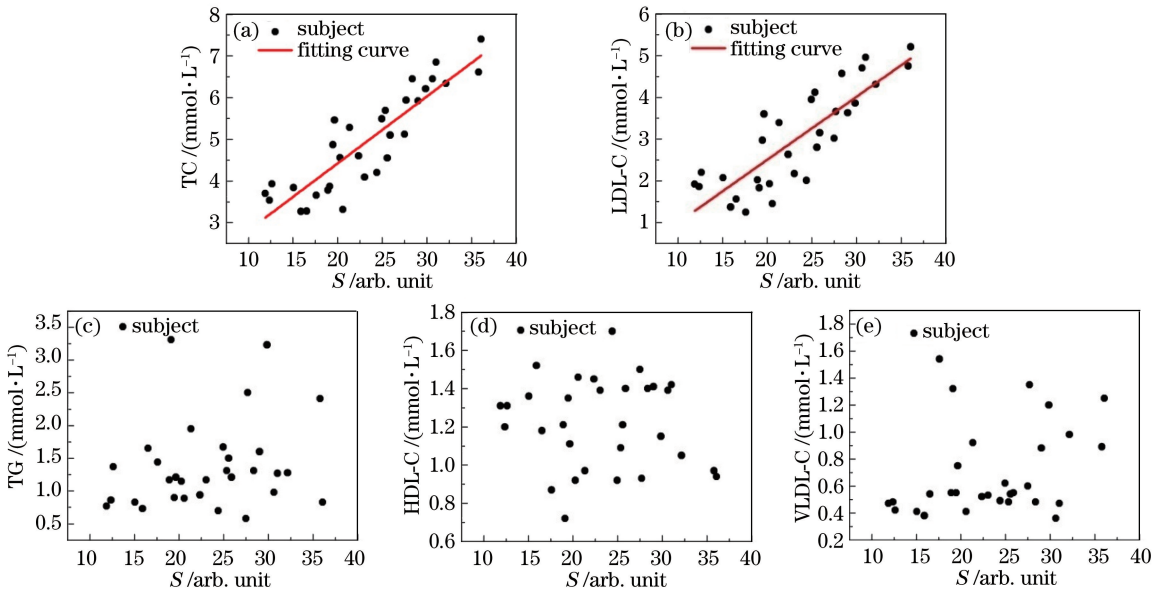 (a)
subject
fitting curve
8
7
6
5
4
3
TC /(mmol·L⁻¹)
10 15 20 25 30 35 40
S /arb. unit
(b)
subject
fitting curve
6
5
4
3
2
1
LDL-C /(mmol·L⁻¹)
10 15 20 25 30 35 40
S /arb. unit
(c)
subject
3.5
3.0
2.5
2.0
1.5
1.0
0.5
TG /(mmol·L⁻¹)
10 15 20 25 30 35 40
S /arb. unit
(d)
subject
1.8
1.6
1.4
1.2
1.0
0.8
0.6
HDL-C /(mmol·L⁻¹)
10 15 20 25 30 35 40
S /arb. unit
(e)
subject
1.8
1.6
1.4
1.2
1.0
0.8
0.6
0.4
0.2
VLDL-C /(mmol·L⁻¹)
10 15 20 25 30 35 40
S /arb. unit